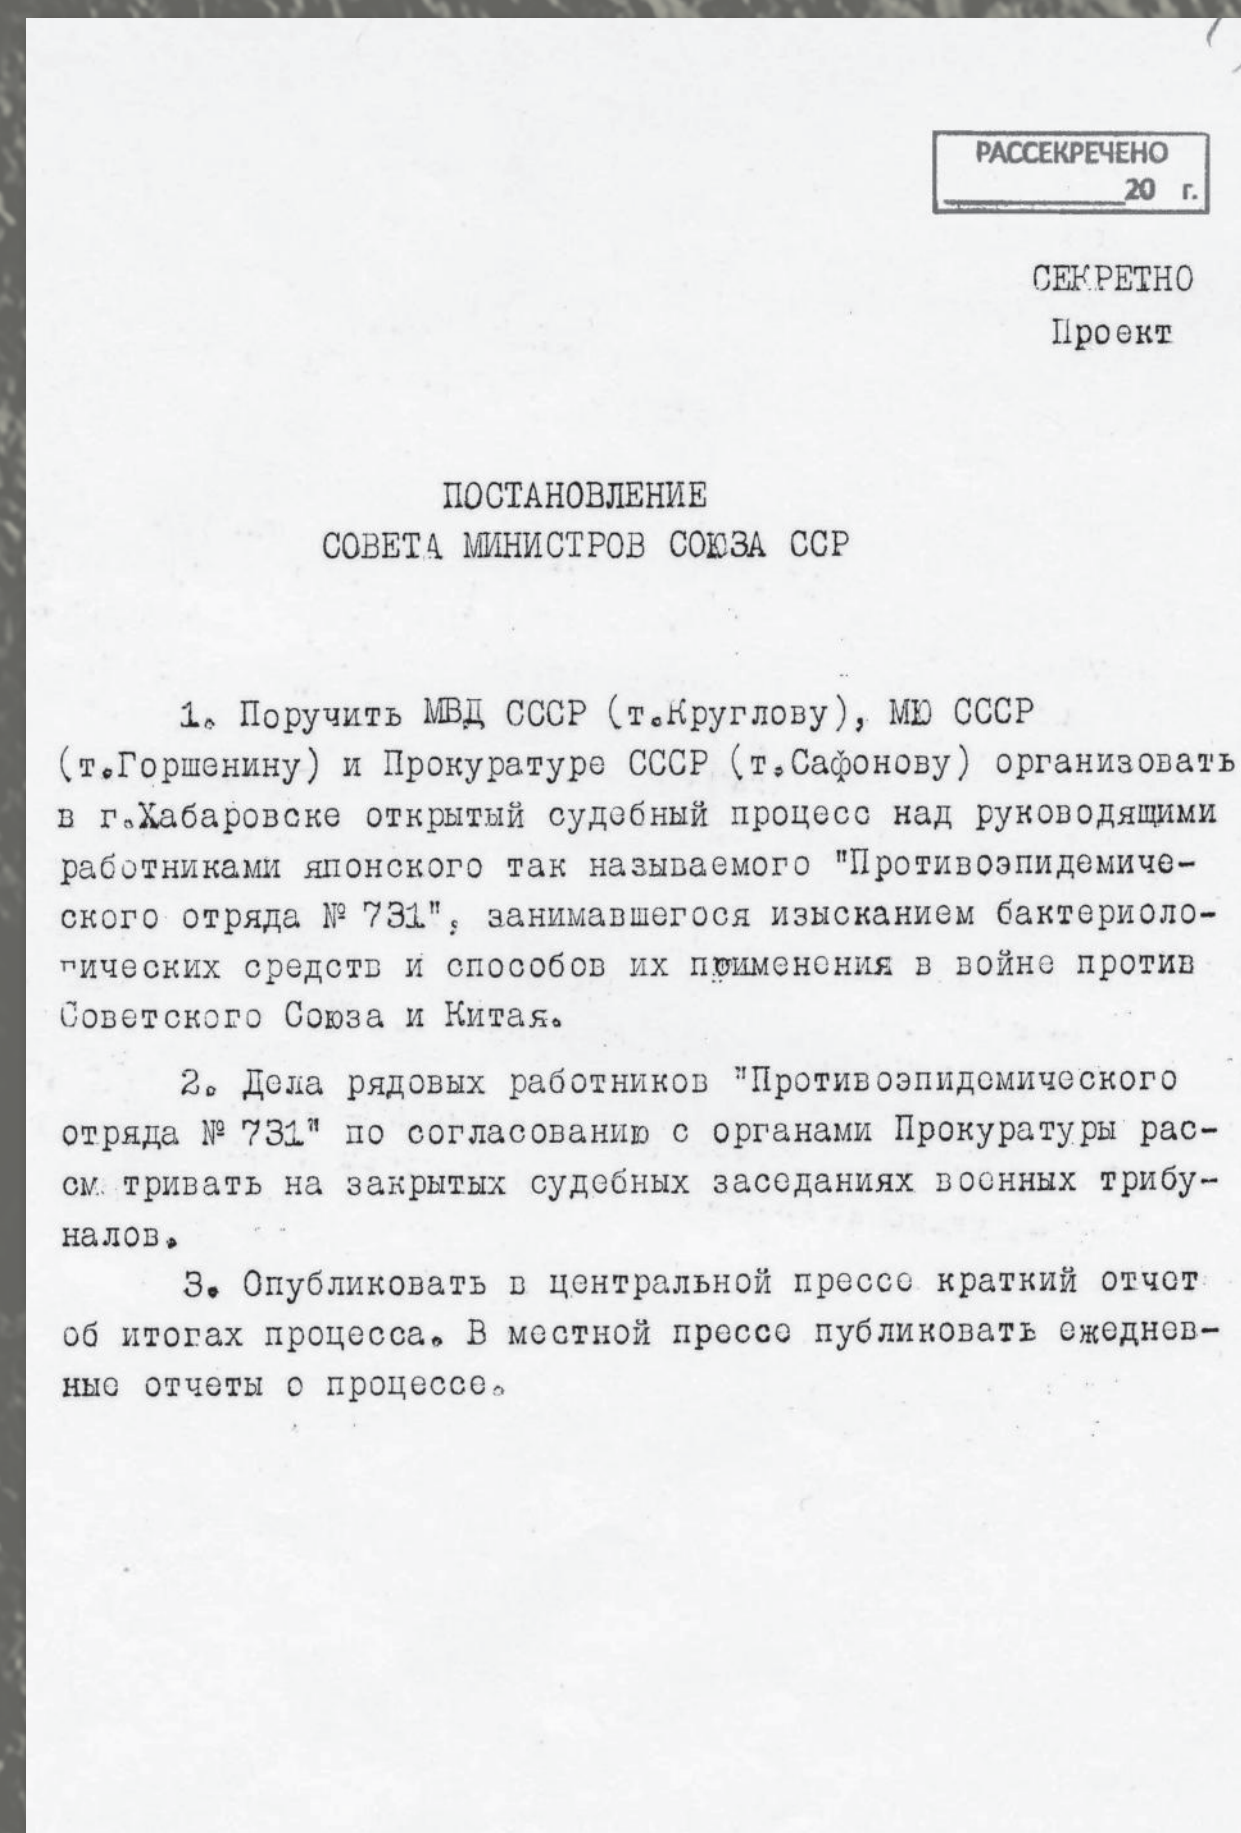 РАССЕКРЕЧЕНО
20 г.
СЕКРЕТНО
Проект
ПОСТАНОВЛЕНИЕ
СОВЕТА МИНИСТРОВ СОЮЗА ССР
1. Поручить МВД СССР (т.Круглову), МЮ СССР
(т.Горшенину) и Прокуратуре СССР (т.Сафонову) организовать
в г.Хабаровске открытый судебный процесс над руководящими
работниками японского так называемого "Противоэпидемиче-
ского отряда № 731", занимавшегося изысканием бактериоло-
гических средств и способов их применения в войне против
Советского Союза и Китая.
2. Дела рядовых работников "Противоэпидемического
отряда № 731" по согласованию с органами Прокуратуры рас-
см тривать на закрытых судебных заседаниях военных трибу-
налов.
3. Опубликовать в центральной прессе краткий отчет
об итогах процесса. В местной прессе публиковать ежеднев-
ные отчеты о процессе.